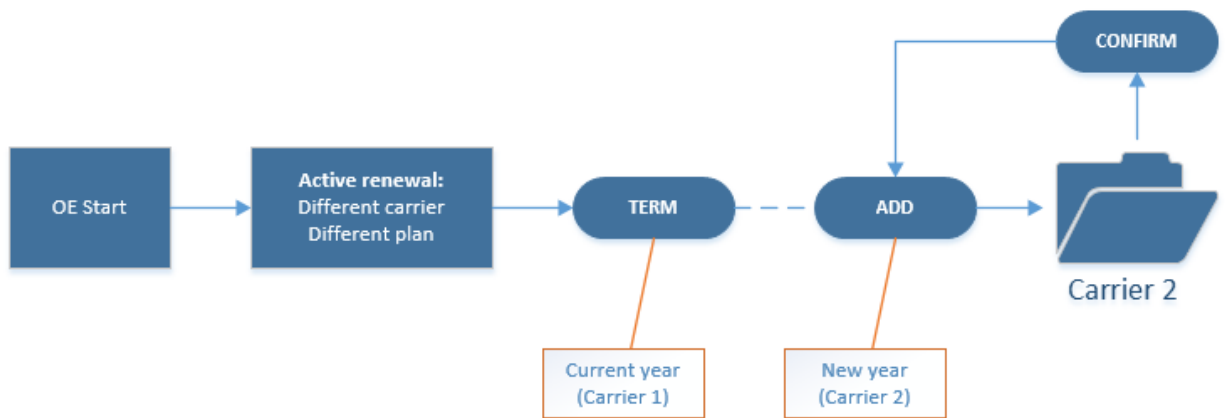 CONFIRM
OE Start
Active renewal:
Different carrier
Different plan
TERM
ADD
Carrier 2
Current year
(Carrier 1)
New year
(Carrier 2)